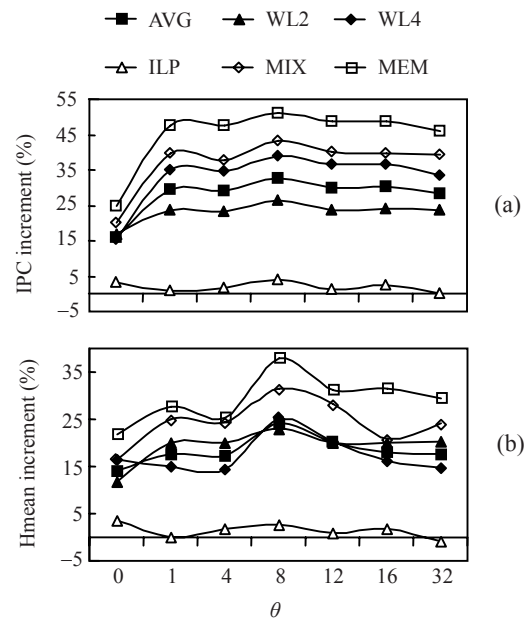 AVG WL2 WL4
ILP MIX MEM
55
45
35
25
15
5
–5
IPC increment (%)
(a)
35
25
15
5
–5
Hmean increment (%)
(b)
0 1 4 8 12 16 32
θ